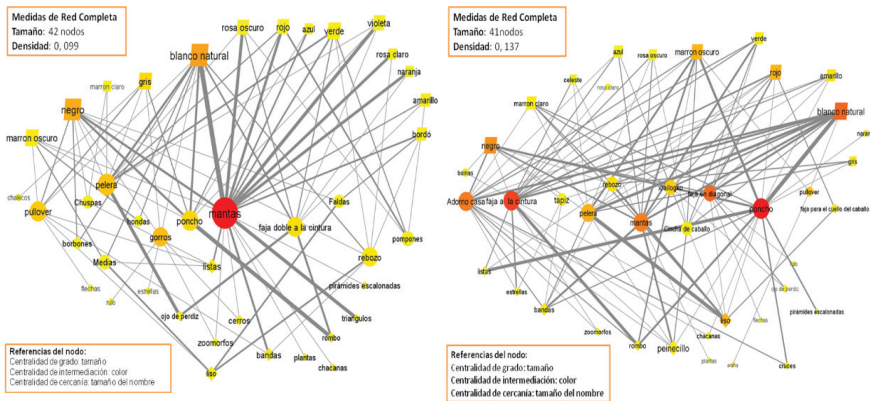 Medidas de Red Completa
Tamaño: 42 nodos
Densidad: 0, 099
rosa oscuro
rojo
azul
verde
violeta
blanco natural
rosa claro
naranja
marron claro
gris
amarillo
negro
bordó
marron oscuro
pelera
chalecos
Chuspas
Faldas
pullover
hondas
poncho
mantas
faja doble a la cintura
borbones
gorros
pompones
Medias
listas
rebozo
flechas
estrellas
pirámides escalonadas
rulo
ojo de perdiz
cerros
triangulos
zoomorfos
rombo
bandas
plantas
chacanas
liso
Referencias del nodo:
Centralidad de grado: tamaño
Centralidad de intermediación: color
Centralidad de cercanía: tamaño del nombre
Medidas de Red Completa
Tamaño: 41nodos
Densidad: 0, 137
azul
rosa oscuro
marron oscuro
verde
celeste
rosa claro
rojo
amarillo
marron claro
blanco natural
negro
naran
gris
boinas
rebozo
faja en diagonal
pullover
Adorno casa
faja a la cintura
tapiz
pelera
mantas
poncho
faja para el cuello del caballo
Cincha de caballo
listas
rulo
ojo de perdiz
estrellas
bandas
liso
flechas
pirámides escalonadas
zoomorfos
chacanas
rombo
peinecillo
plantas
cruces
Referencias del nodo:
Centralidad de grado: tamaño
Centralidad de intermediación: color
Centralidad de cercanía: tamaño del nombre